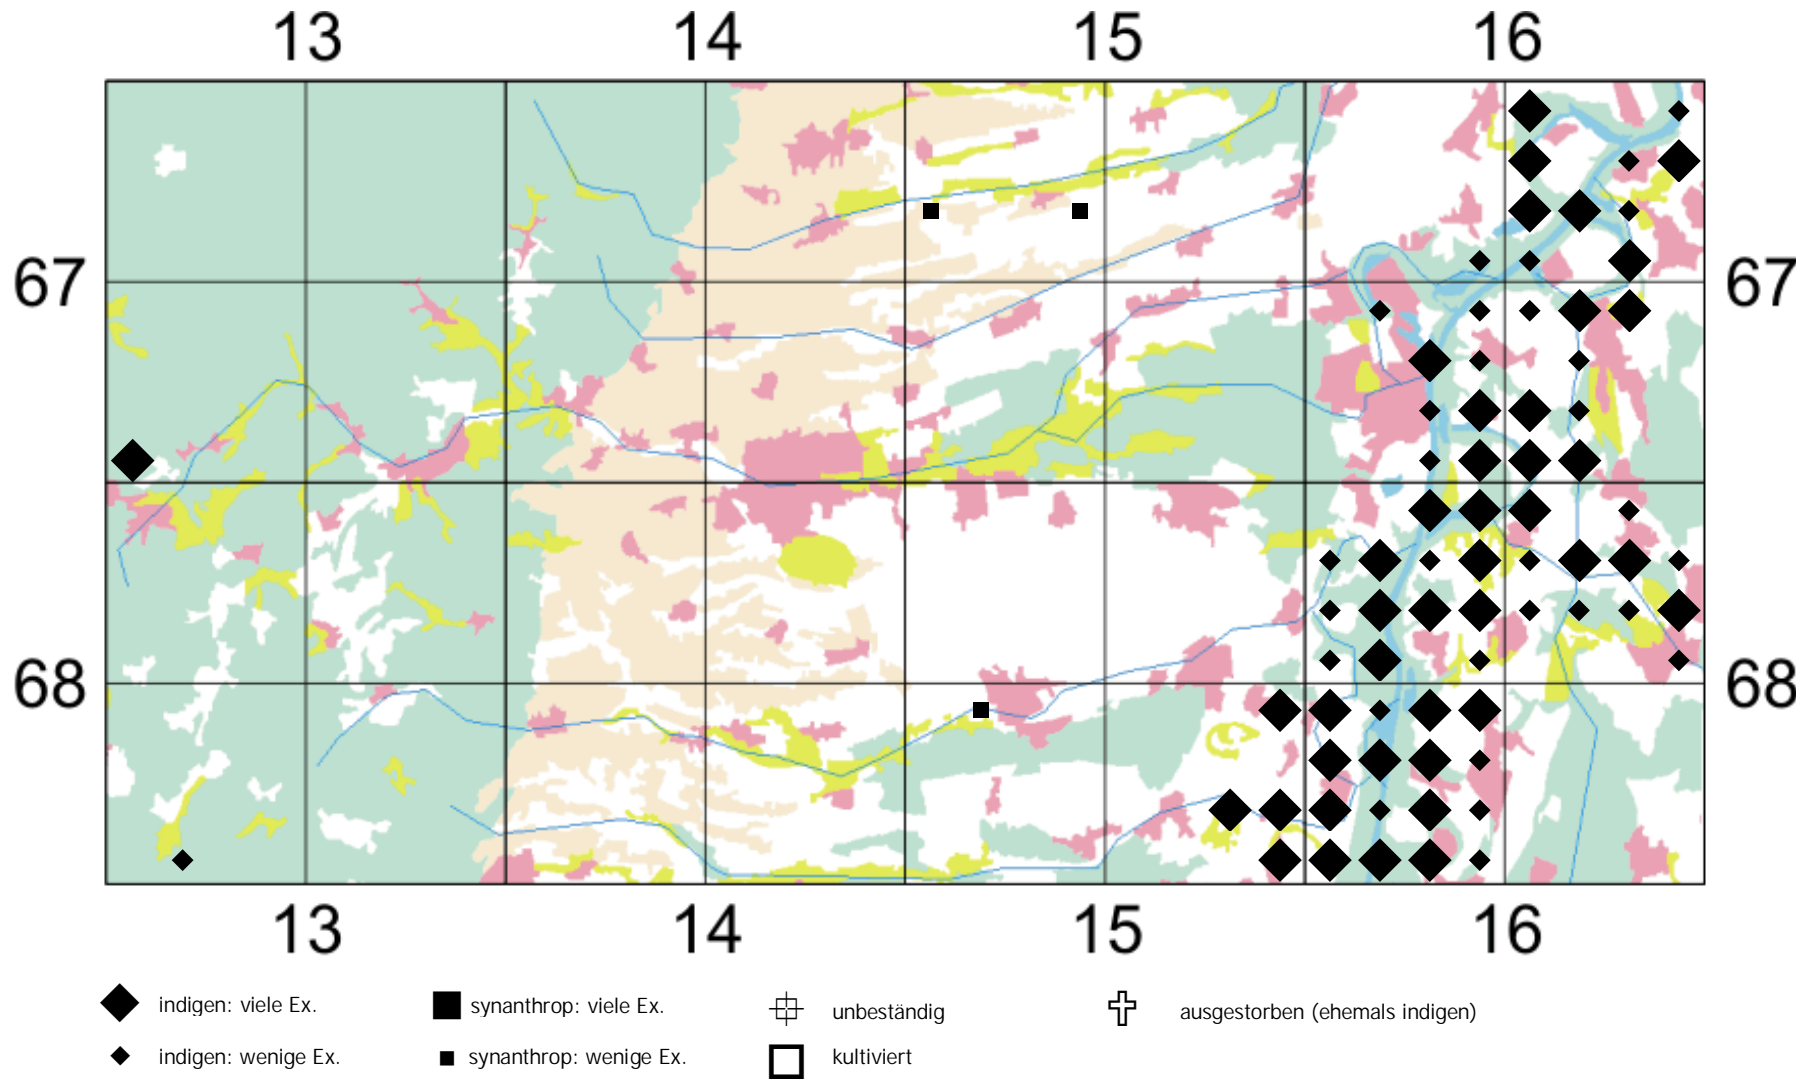 13 14 15 16
67 67
68 68
13 14 15 16
indigen: viele Ex. synanthrop: viele Ex. unbeständig ausgestorben (ehemals indigen)
indigen: wenige Ex. synanthrop: wenige Ex. kultiviert